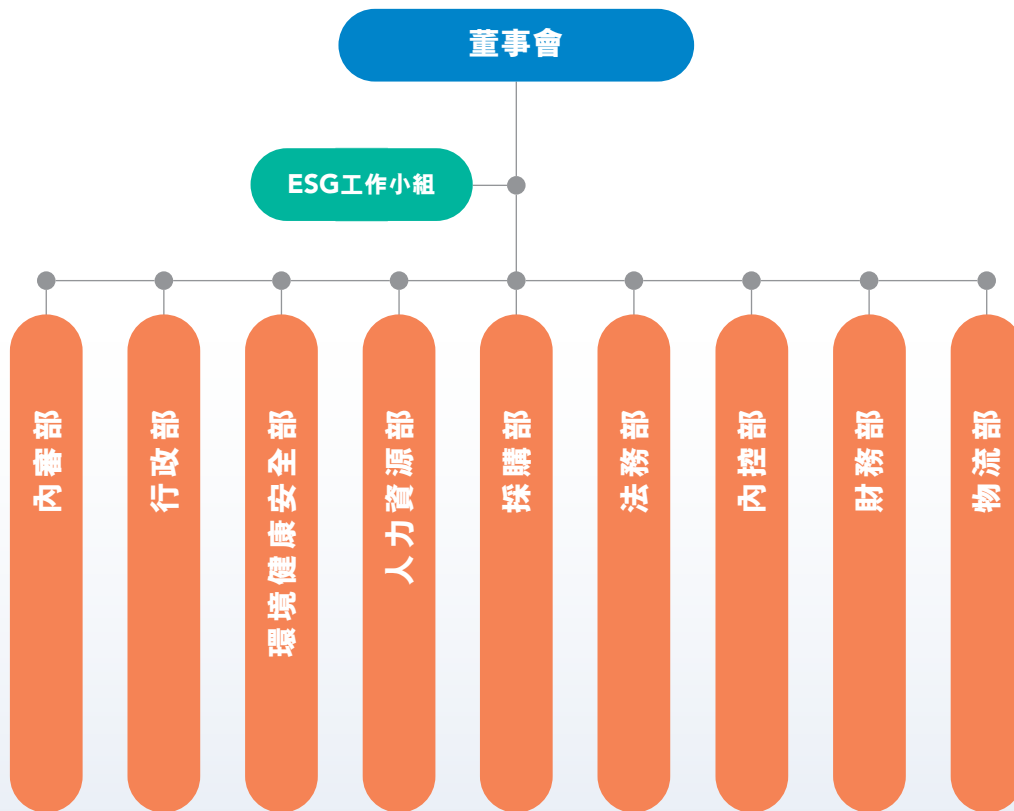 董事會
ESG工作小組
內審部
行政部
環境健康安全部
人力資源部
採購部
法務部
內控部
財務部
物流部